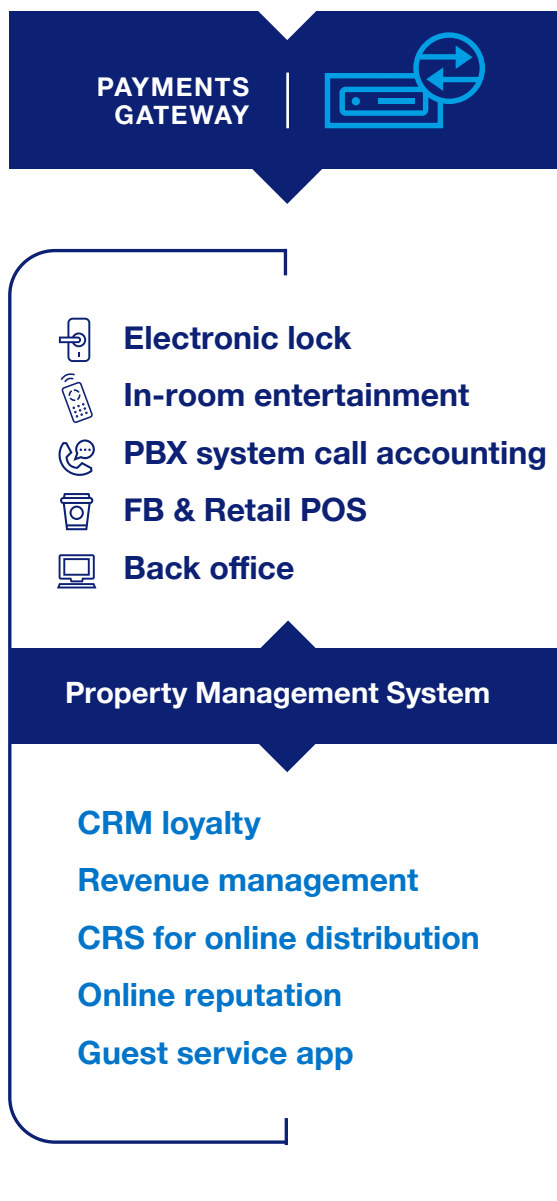 PAYMENTS
GATEWAY
Electronic lock
In-room entertainment
PBX system call accounting
FB & Retail POS
Back office
Property Management System
CRM loyalty
Revenue management
CRS for online distribution
Online reputation
Guest service app